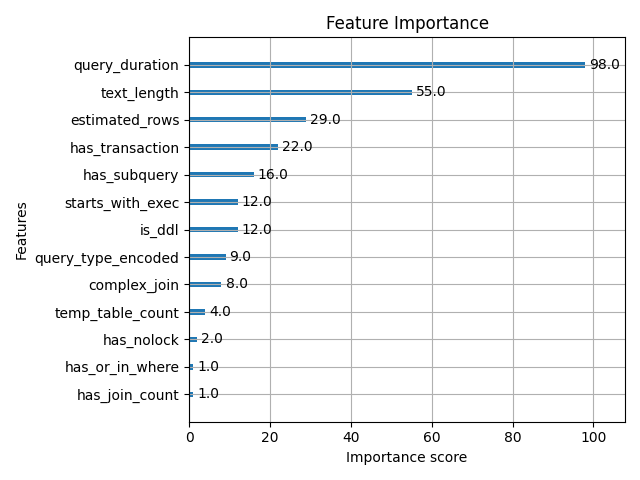 Feature Importance
query_duration 98.0
text_length 55.0
estimated_rows 29.0
has_transaction 22.0
has_subquery 16.0
starts_with_exec 12.0
is_ddl 12.0
query_type_encoded 9.0
complex_join 8.0
temp_table_count 4.0
has_nolock 2.0
has_or_in_where 1.0
has_join_count 1.0
Features
0 20 40 60 80 100
Importance score